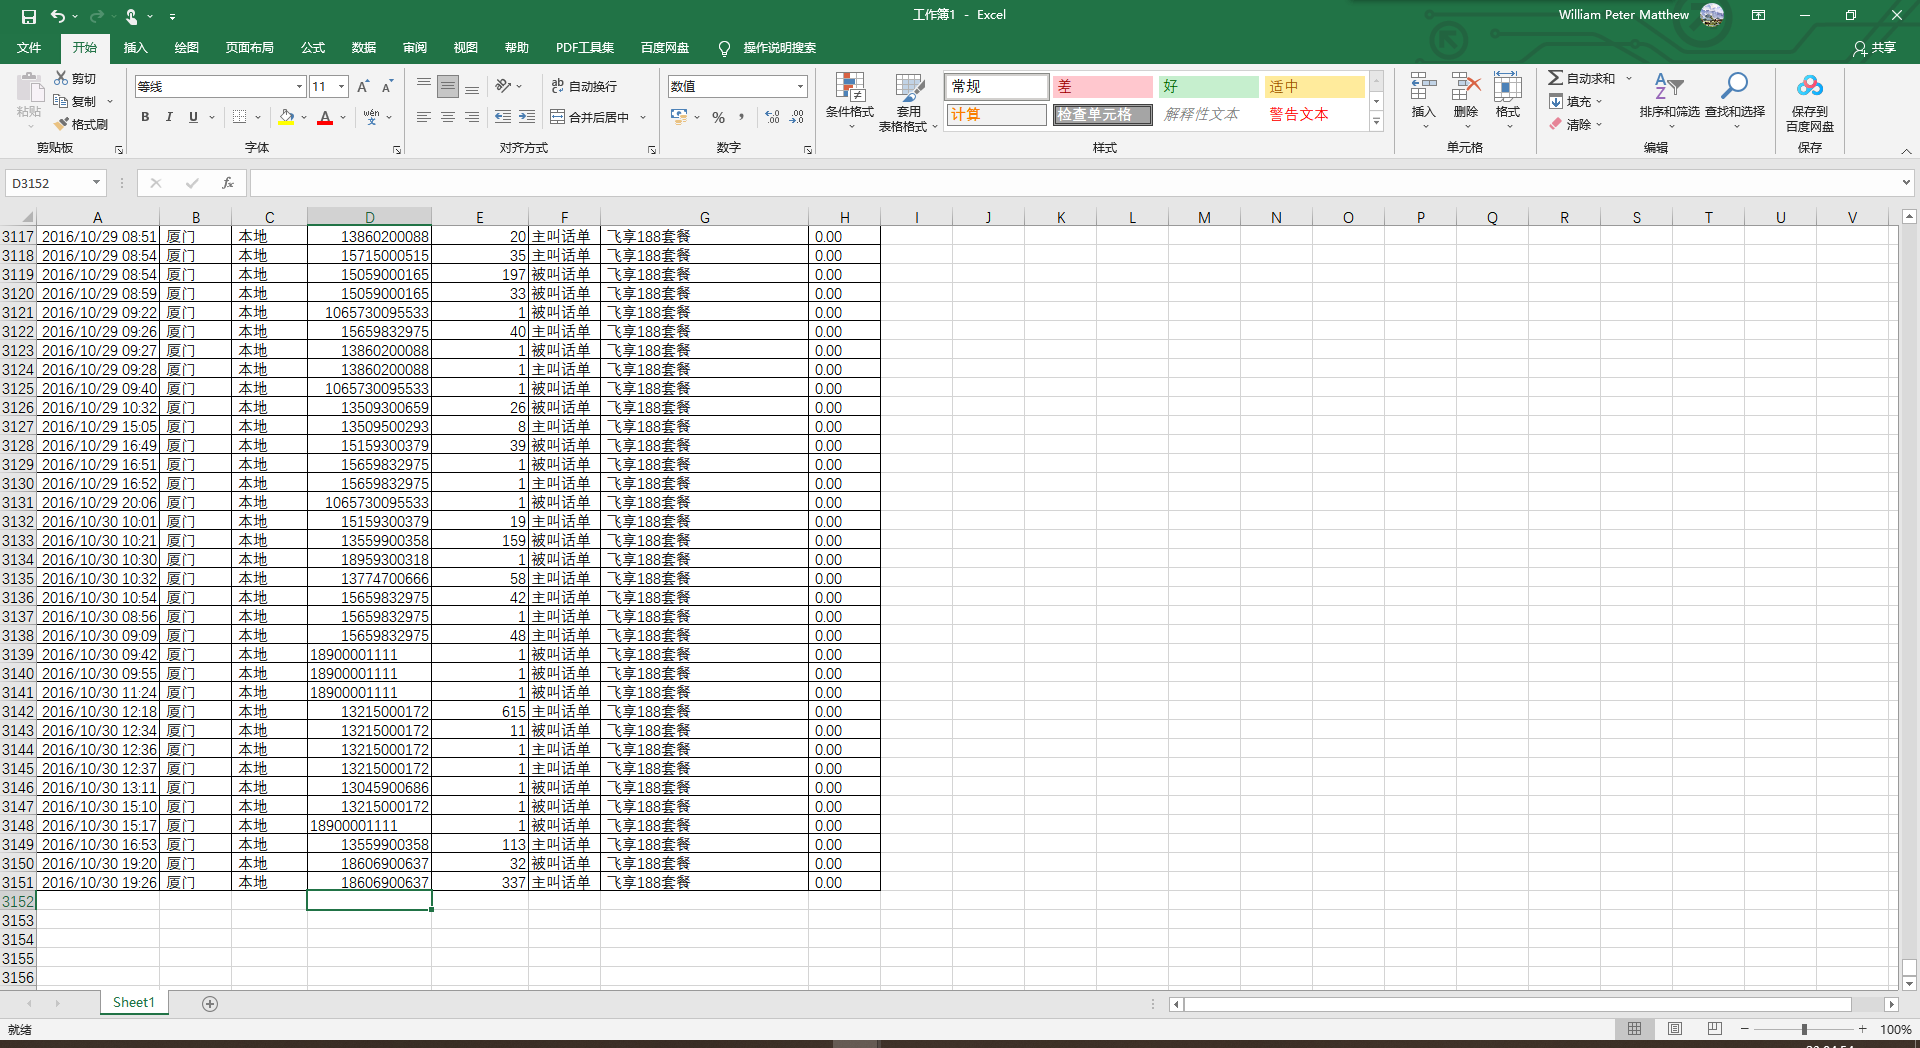 工作簿1 - Excel
William Peter Matthew
文件 开始 插入 绘图 页面布局 公式 数据 审阅 视图 帮助 PDF工具集 百度网盘 操作说明搜索 共享
粘贴 剪切 复制 格式刷 剪贴板
等线 11 A A B I U A wén 字体
ab 自动换行 合并后居中 对齐方式
数值 % , 数字
条件格式 套用表格格式
常规 差 好 适中
计算 检查单元格 解释性文本 警告文本
样式
插入 删除 格式 单元格
自动求和 填充 清除 排序和筛选 查找和选择 编辑
保存到百度网盘 保存
D3152 fx
A B C D E F G H I J K L M N O P Q R S T U V
3117 2016/10/29 08:51 厦门 本地 13860200088 20 主叫话单 飞享188套餐 0.00
3118 2016/10/29 08:54 厦门 本地 15715000515 35 主叫话单 飞享188套餐 0.00
3119 2016/10/29 08:54 厦门 本地 15059000165 197 被叫话单 飞享188套餐 0.00
3120 2016/10/29 08:59 厦门 本地 15059000165 33 被叫话单 飞享188套餐 0.00
3121 2016/10/29 09:22 厦门 本地 1065730095533 1 被叫话单 飞享188套餐 0.00
3122 2016/10/29 09:26 厦门 本地 15659832975 40 主叫话单 飞享188套餐 0.00
3123 2016/10/29 09:27 厦门 本地 13860200088 1 被叫话单 飞享188套餐 0.00
3124 2016/10/29 09:28 厦门 本地 13860200088 1 主叫话单 飞享188套餐 0.00
3125 2016/10/29 09:40 厦门 本地 1065730095533 1 被叫话单 飞享188套餐 0.00
3126 2016/10/29 10:32 厦门 本地 13509300659 26 被叫话单 飞享188套餐 0.00
3127 2016/10/29 15:05 厦门 本地 13509500293 8 主叫话单 飞享188套餐 0.00
3128 2016/10/29 16:49 厦门 本地 15159300379 39 被叫话单 飞享188套餐 0.00
3129 2016/10/29 16:51 厦门 本地 15659832975 1 被叫话单 飞享188套餐 0.00
3130 2016/10/29 16:52 厦门 本地 15659832975 1 主叫话单 飞享188套餐 0.00
3131 2016/10/29 20:06 厦门 本地 1065730095533 1 被叫话单 飞享188套餐 0.00
3132 2016/10/30 10:01 厦门 本地 15159300379 19 主叫话单 飞享188套餐 0.00
3133 2016/10/30 10:21 厦门 本地 13559900358 159 被叫话单 飞享188套餐 0.00
3134 2016/10/30 10:30 厦门 本地 18959300318 1 被叫话单 飞享188套餐 0.00
3135 2016/10/30 10:32 厦门 本地 13774700666 58 主叫话单 飞享188套餐 0.00
3136 2016/10/30 10:54 厦门 本地 15659832975 42 主叫话单 飞享188套餐 0.00
3137 2016/10/30 08:56 厦门 本地 15659832975 1 主叫话单 飞享188套餐 0.00
3138 2016/10/30 09:09 厦门 本地 15659832975 48 主叫话单 飞享188套餐 0.00
3139 2016/10/30 09:42 厦门 本地 18900001111 1 被叫话单 飞享188套餐 0.00
3140 2016/10/30 09:55 厦门 本地 18900001111 1 被叫话单 飞享188套餐 0.00
3141 2016/10/30 11:24 厦门 本地 18900001111 1 被叫话单 飞享188套餐 0.00
3142 2016/10/30 12:18 厦门 本地 13215000172 615 主叫话单 飞享188套餐 0.00
3143 2016/10/30 12:34 厦门 本地 13215000172 11 被叫话单 飞享188套餐 0.00
3144 2016/10/30 12:36 厦门 本地 13215000172 1 主叫话单 飞享188套餐 0.00
3145 2016/10/30 12:37 厦门 本地 13215000172 1 主叫话单 飞享188套餐 0.00
3146 2016/10/30 13:11 厦门 本地 13045900686 1 被叫话单 飞享188套餐 0.00
3147 2016/10/30 15:10 厦门 本地 13215000172 1 被叫话单 飞享188套餐 0.00
3148 2016/10/30 15:17 厦门 本地 18900001111 1 被叫话单 飞享188套餐 0.00
3149 2016/10/30 16:53 厦门 本地 13559900358 113 主叫话单 飞享188套餐 0.00
3150 2016/10/30 19:20 厦门 本地 18606900637 32 被叫话单 飞享188套餐 0.00
3151 2016/10/30 19:26 厦门 本地 18606900637 337 主叫话单 飞享188套餐 0.00
3152
3153
3154
3155
3156
Sheet1
就绪 100%